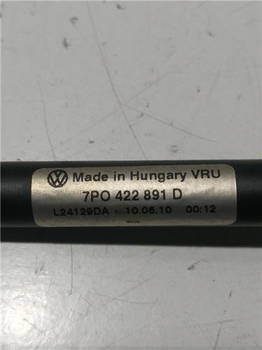 Made in Hungary VRU
7PO 422 891 D
L24129DA - 10.06.10 00:12